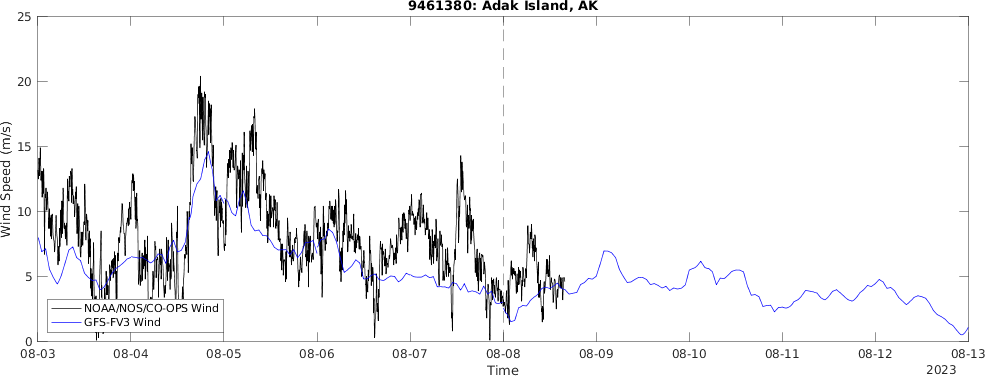 9461380: Adak Island, AK
Wind Speed (m/s)
25
20
15
10
5
0
NOAA/NOS/CO-OPS Wind
GFS-FV3 Wind
08-03 08-04 08-05 08-06 08-07 08-08 08-09 08-10 08-11 08-12 08-13
Time
2023